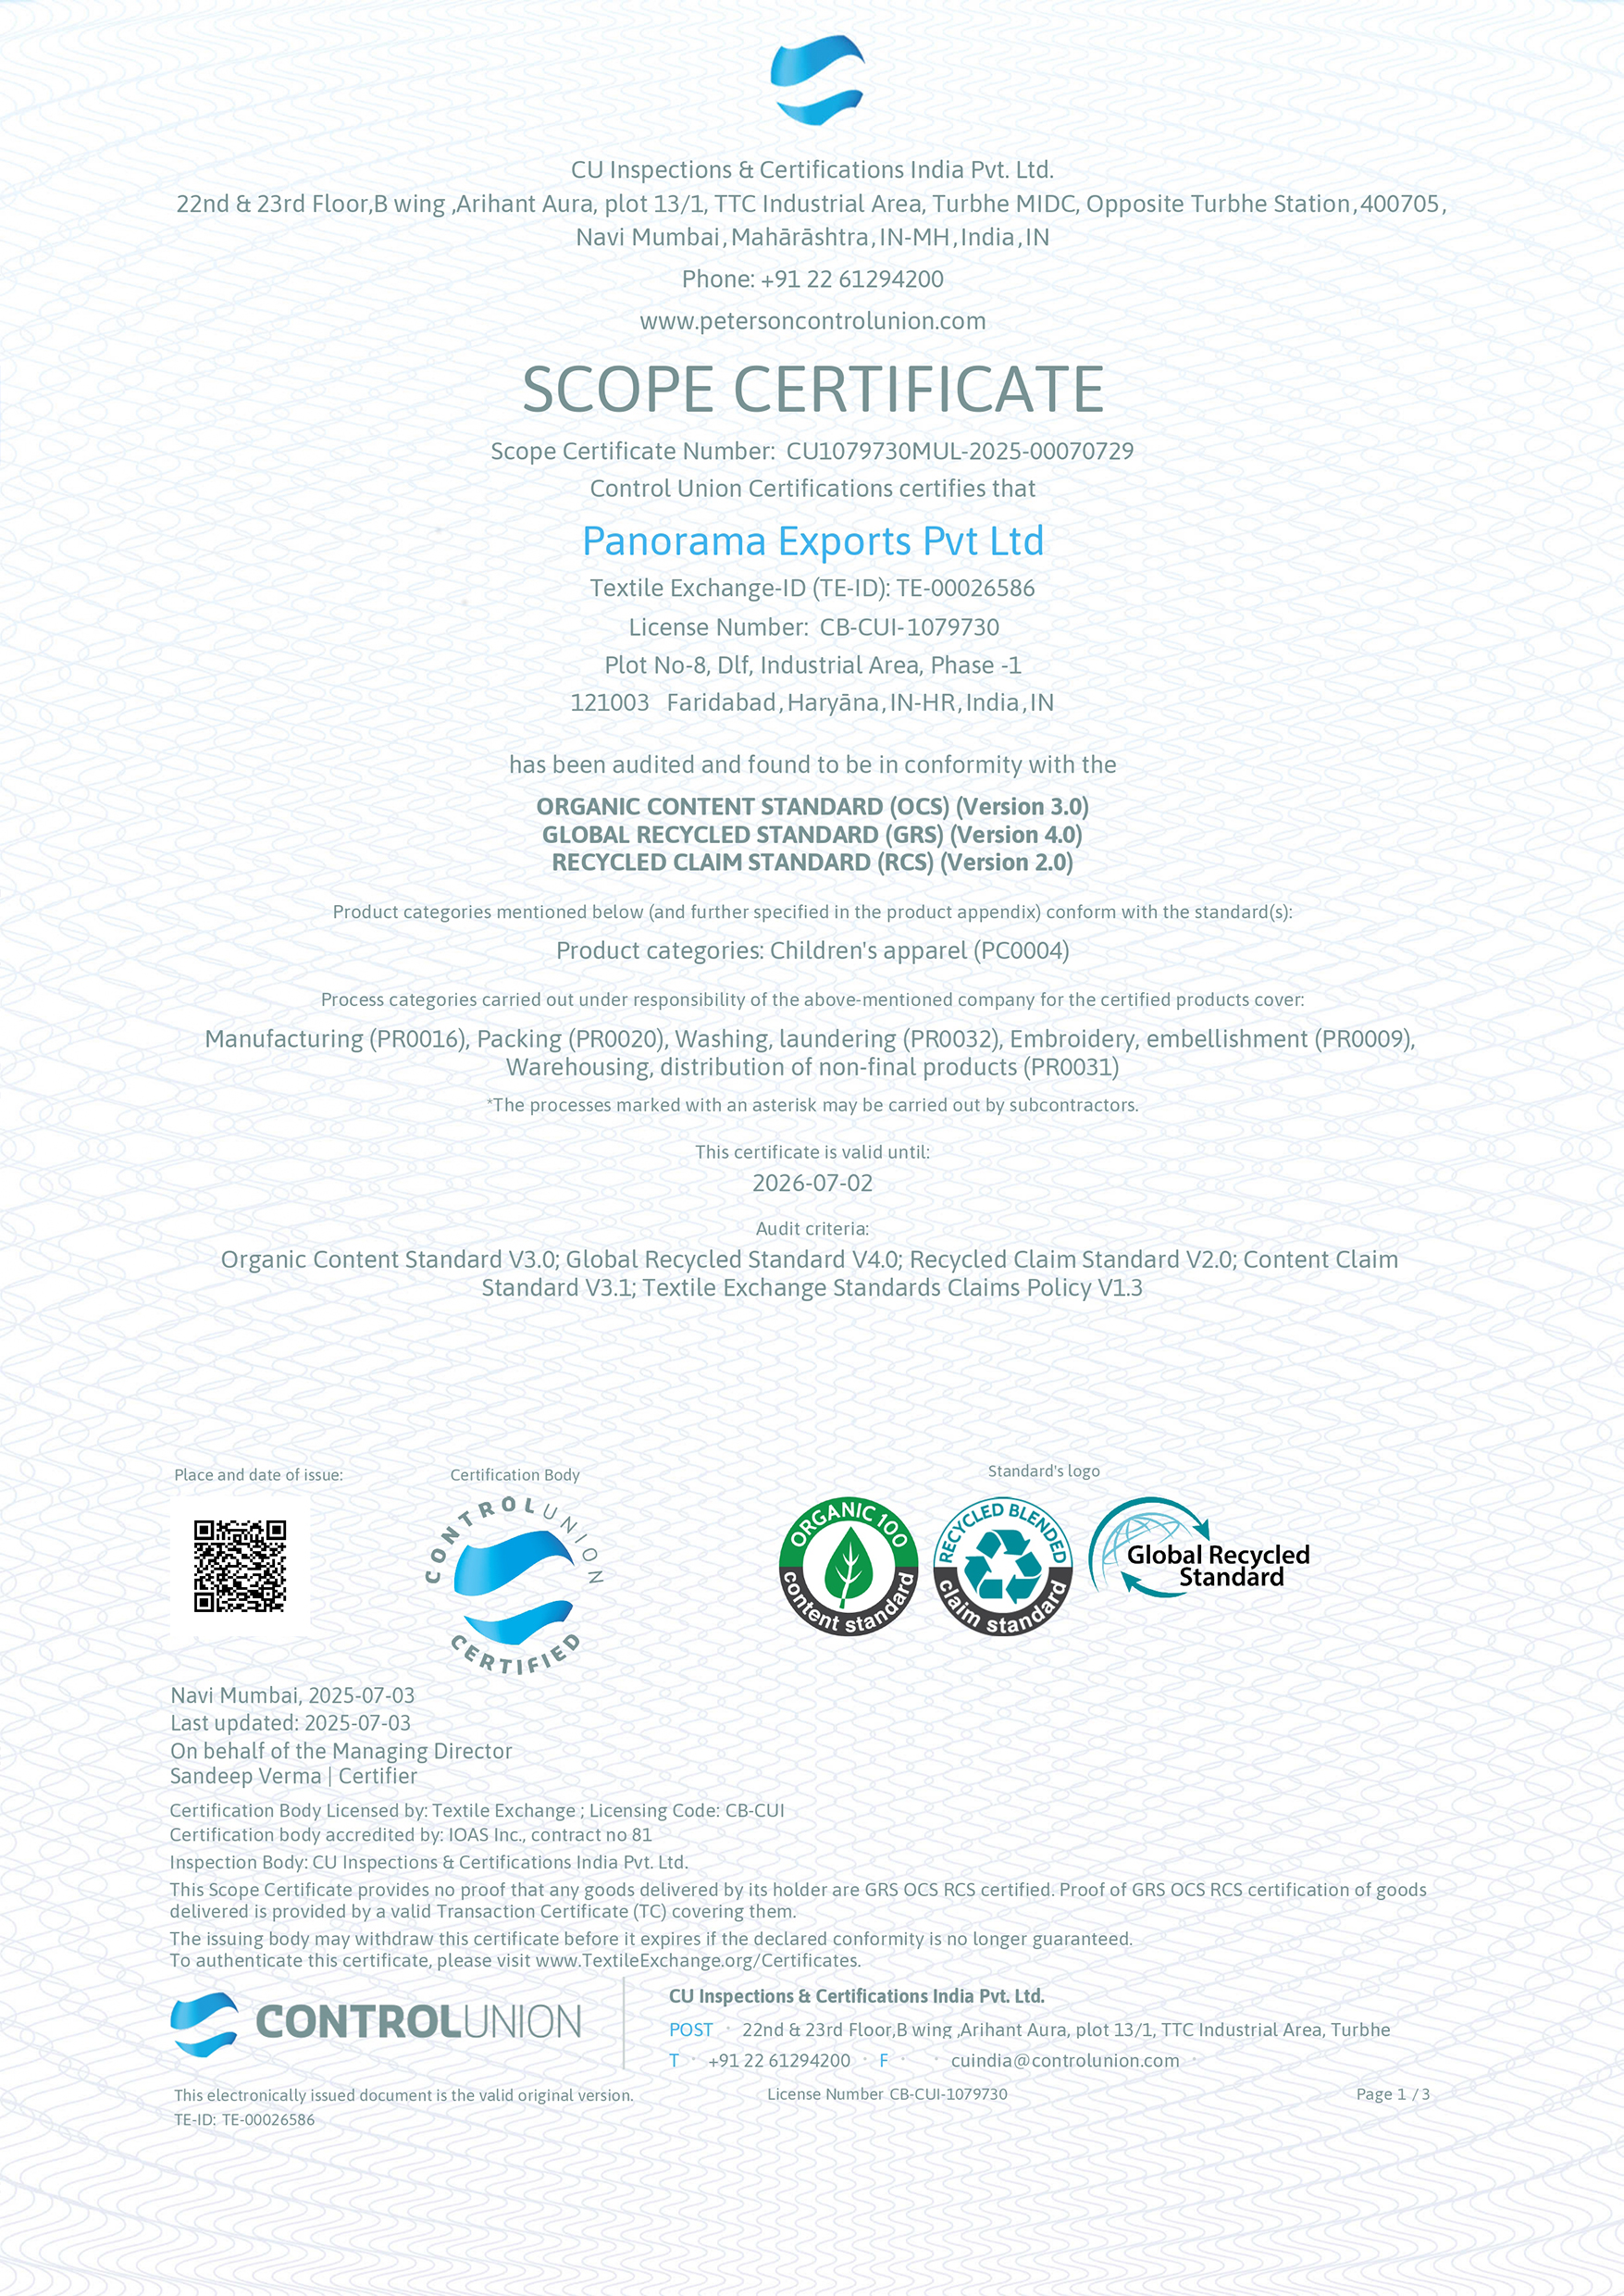 CU Inspections & Certifications India Pvt. Ltd.
22nd & 23rd Floor,B wing ,Arihant Aura, plot 13/1, TTC Industrial Area, Turbhe MIDC, Opposite Turbhe Station,400705,
Navi Mumbai,Mahārāshtra,IN-MH,India,IN
Phone: +91 22 61294200
www.petersoncontrolunion.com
SCOPE CERTIFICATE
Scope Certificate Number: CU1079730MUL-2025-00070729
Control Union Certifications certifies that
Panorama Exports Pvt Ltd
Textile Exchange-ID (TE-ID): TE-00026586
License Number: CB-CUI-1079730
Plot No-8, Dlf, Industrial Area, Phase -1
121003 Faridabad,Haryāna,IN-HR,India,IN
has been audited and found to be in conformity with the
ORGANIC CONTENT STANDARD (OCS) (Version 3.0)
GLOBAL RECYCLED STANDARD (GRS) (Version 4.0)
RECYCLED CLAIM STANDARD (RCS) (Version 2.0)
Product categories mentioned below (and further specified in the product appendix) conform with the standard(s):
Product categories: Children's apparel (PC0004)
Process categories carried out under responsibility of the above-mentioned company for the certified products cover:
Manufacturing (PR0016), Packing (PR0020), Washing, laundering (PR0032), Embroidery, embellishment (PR0009),
Warehousing, distribution of non-final products (PR0031)
*The processes marked with an asterisk may be carried out by subcontractors.
This certificate is valid until:
2026-07-02
Audit criteria:
Organic Content Standard V3.0; Global Recycled Standard V4.0; Recycled Claim Standard V2.0; Content Claim
Standard V3.1; Textile Exchange Standards Claims Policy V1.3
Place and date of issue:
Certification Body
Standard's logo
CONTROLUNION
CERTIFIED
ORGANIC 100
content standard
RECYCLED BLENDED
claim standard
Global Recycled
Standard
Navi Mumbai, 2025-07-03
Last updated: 2025-07-03
On behalf of the Managing Director
Sandeep Verma | Certifier
Certification Body Licensed by: Textile Exchange ; Licensing Code: CB-CUI
Certification body accredited by: IOAS Inc., contract no 81
Inspection Body: CU Inspections & Certifications India Pvt. Ltd.
This Scope Certificate provides no proof that any goods delivered by its holder are GRS OCS RCS certified. Proof of GRS OCS RCS certification of goods
delivered is provided by a valid Transaction Certificate (TC) covering them.
The issuing body may withdraw this certificate before it expires if the declared conformity is no longer guaranteed.
To authenticate this certificate, please visit www.TextileExchange.org/Certificates.
CONTROLUNION
CU Inspections & Certifications India Pvt. Ltd.
POST · 22nd & 23rd Floor,B wing ,Arihant Aura, plot 13/1, TTC Industrial Area, Turbhe
T · +91 22 61294200 · F · · cuindia@controlunion.com ·
This electronically issued document is the valid original version.
License Number CB-CUI-1079730
Page 1 / 3
TE-ID: TE-00026586